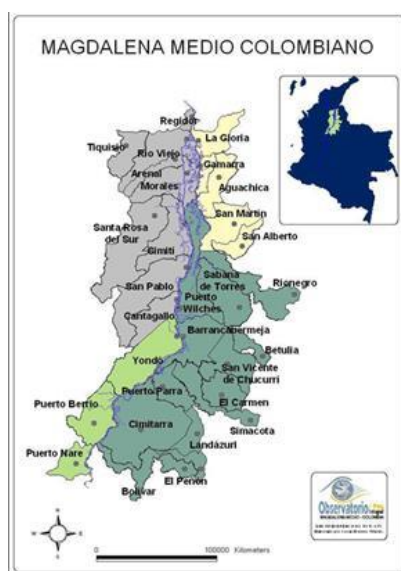 MAGDALENA MEDIO COLOMBIANO
Regidor
La Gloria
Tiquisio
Rio Viejo
Gamarra
Arenal
Morales
Aguachica
Santa Rosa
del Sur
San Martin
San Alberto
Simiti
Sabana
de Torres
Rionegro
San Pablo
Puerto
Wilches
Cantagallo
Barrancabermeja
Betulia
Yondó
San Vicente
de Chucurri
Puerto Parra
El Carmen
Puerto Berrio
Cimitarra
Simacota
Landázuri
Puerto Nare
El Peñón
Bolivar
Observatorio
0
100000 Kilometers